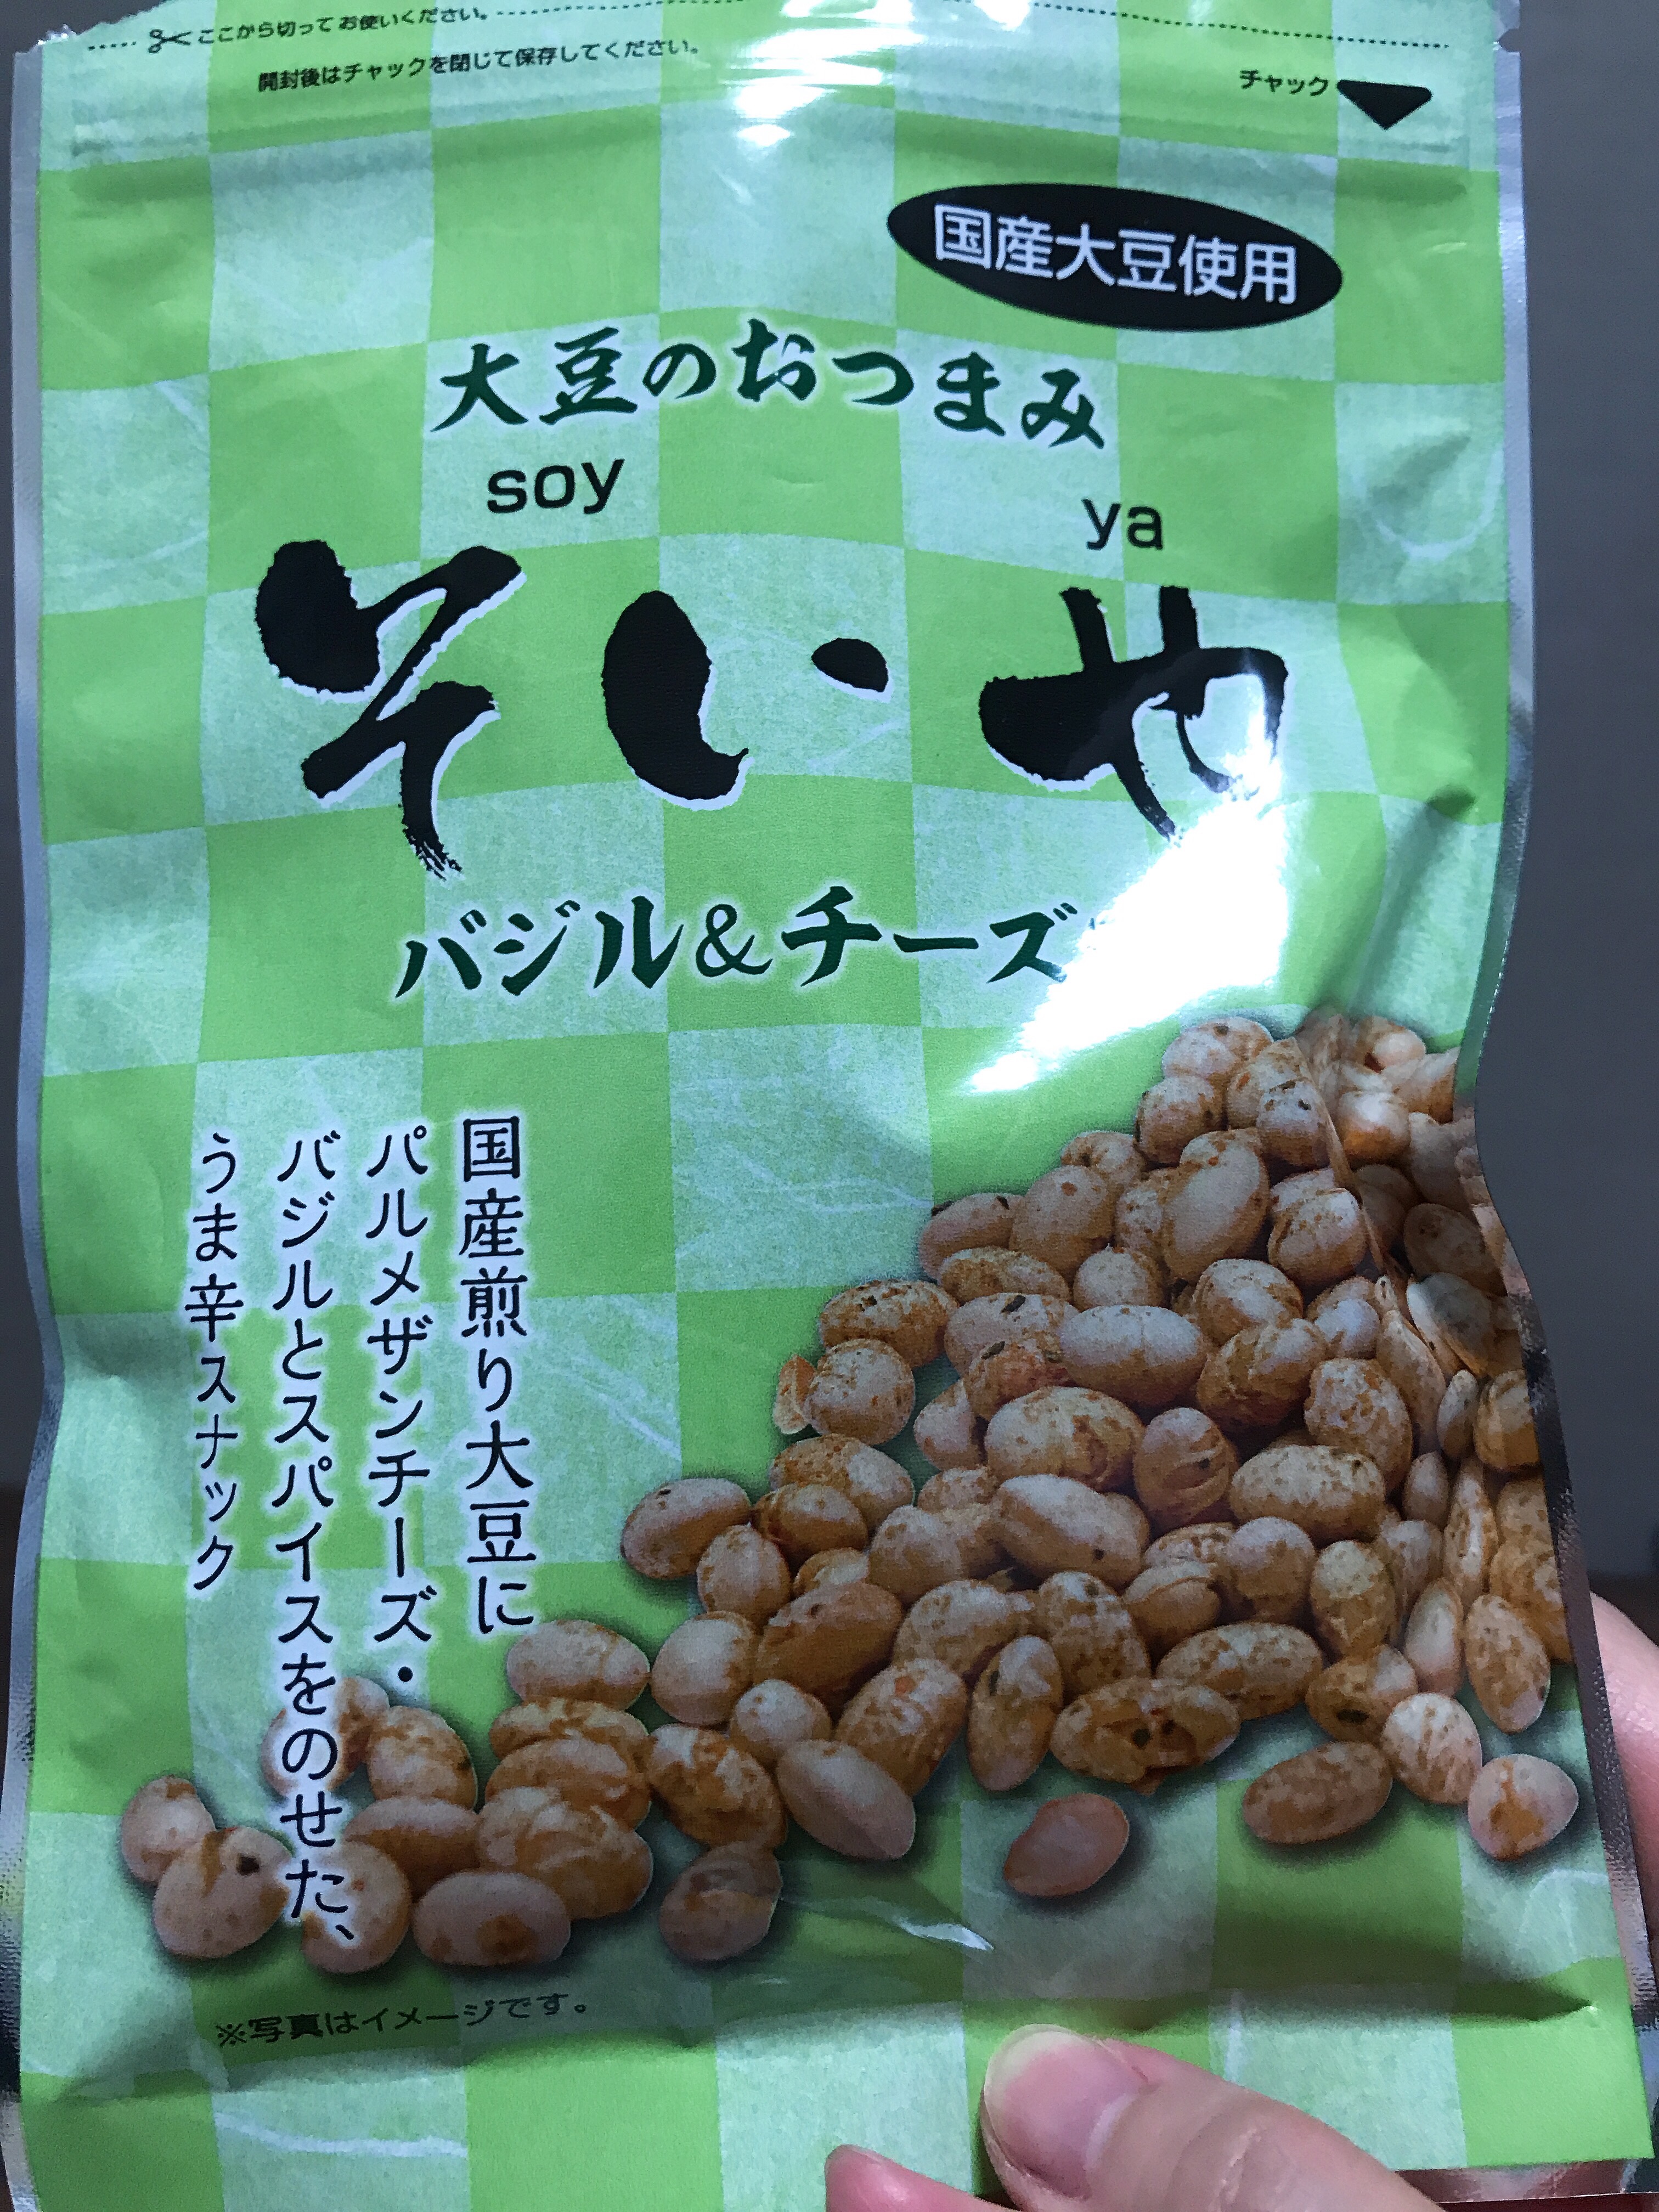 ここから切ってお使いください。
開封後はチャックを閉じて保存してください。
チャック
国産大豆使用
大豆のおつまみ
soy ya
そいや
バジル&チーズ
国産煎り大豆に
パルメザンチーズ・
バジルとスパイスをのせた、
うま辛スナック
※写真はイメージです。